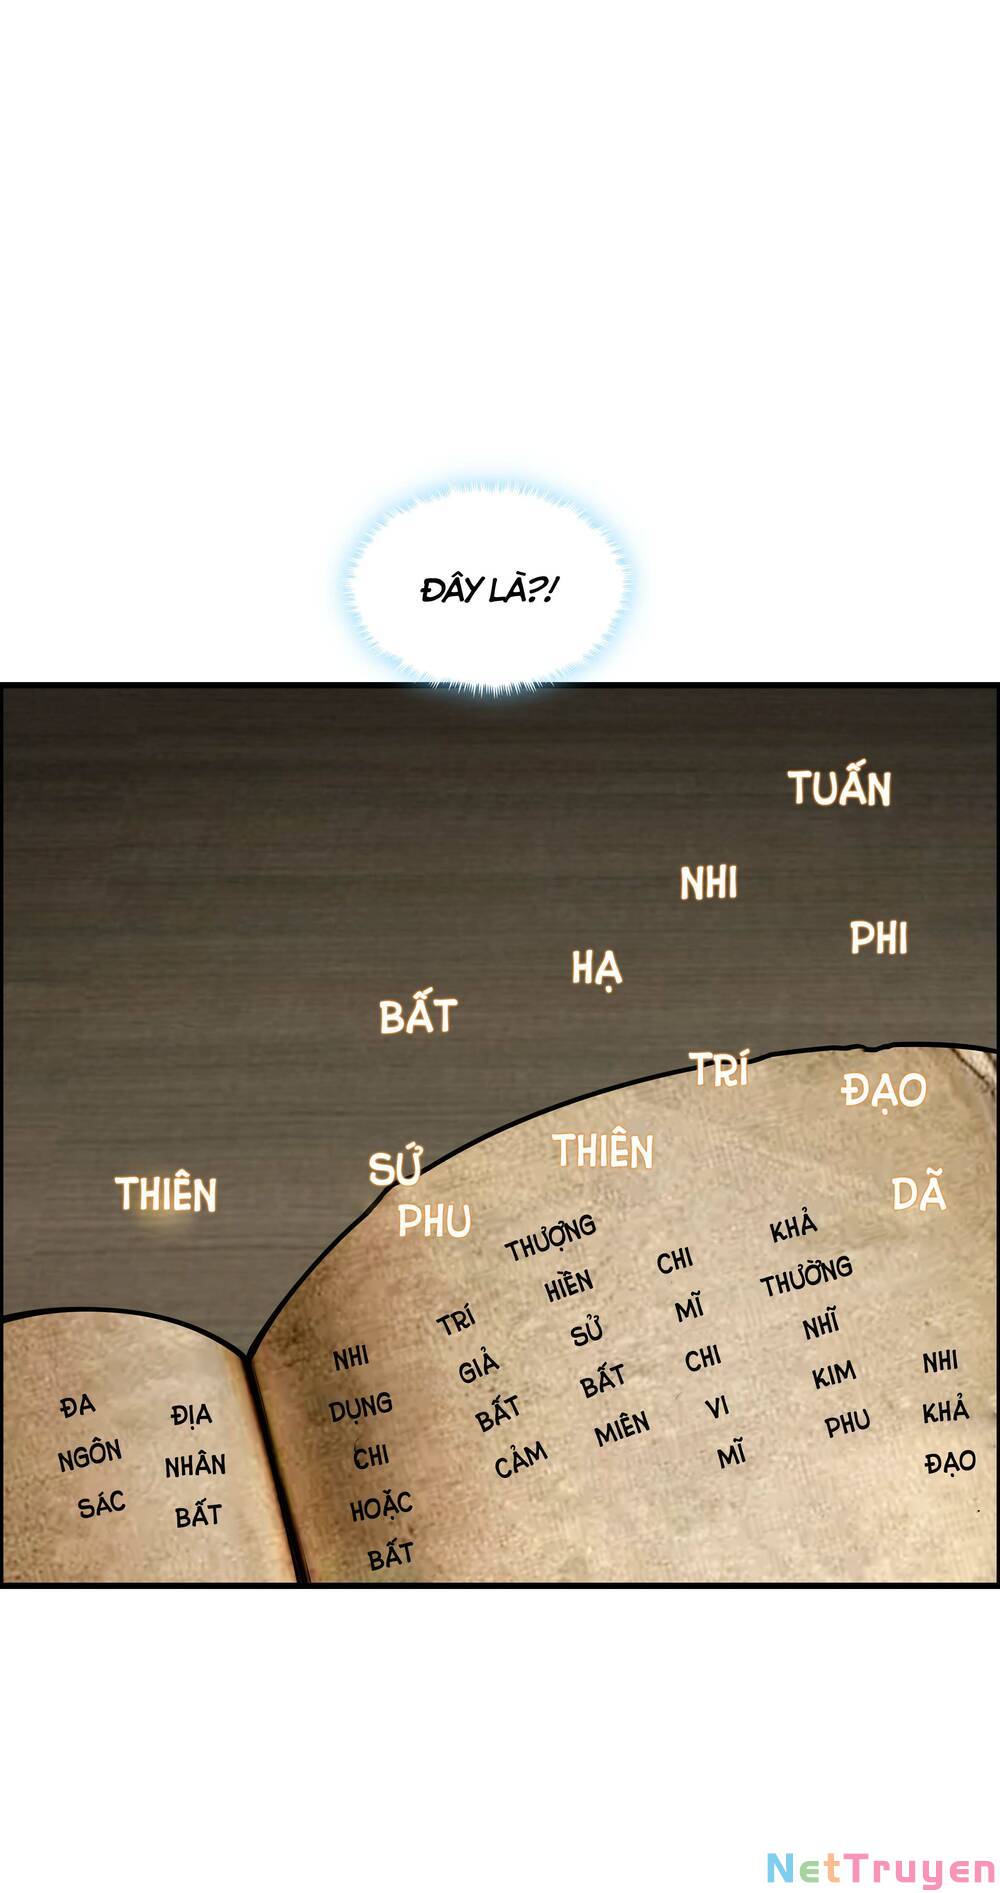 ĐÂY LÀ?!
TUẤN
NHI
PHI
HẠ
BẤT
TRÍ
ĐẠO
THIÊN
SỨ
THIÊN
DÃ
PHU
ĐA
NGÔN
SÁC
ĐỊA
NHÂN
BẤT
NHI
DỤNG
CHI
HOẶC
BẤT
TRÍ
GIẢ
BẤT
CẢM
THƯỢNG
HIỀN
SỬ
BẤT
MIÊN
CHI
MĨ
CHI
VI
MĨ
KHẢ
THƯỜNG
NHĨ
KIM
PHU
NHI
KHẢ
ĐẠO
NetTruyen